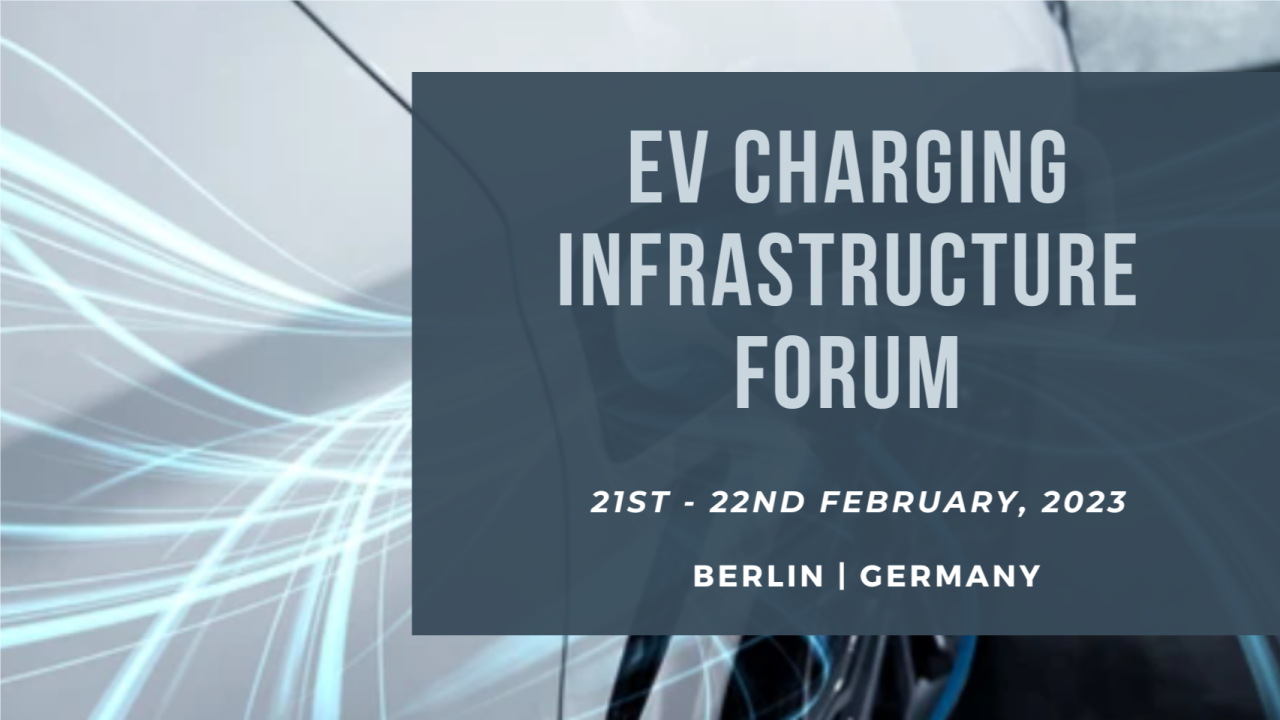 EV CHARGING
INFRASTRUCTURE
FORUM
21ST - 22ND FEBRUARY, 2023
BERLIN | GERMANY